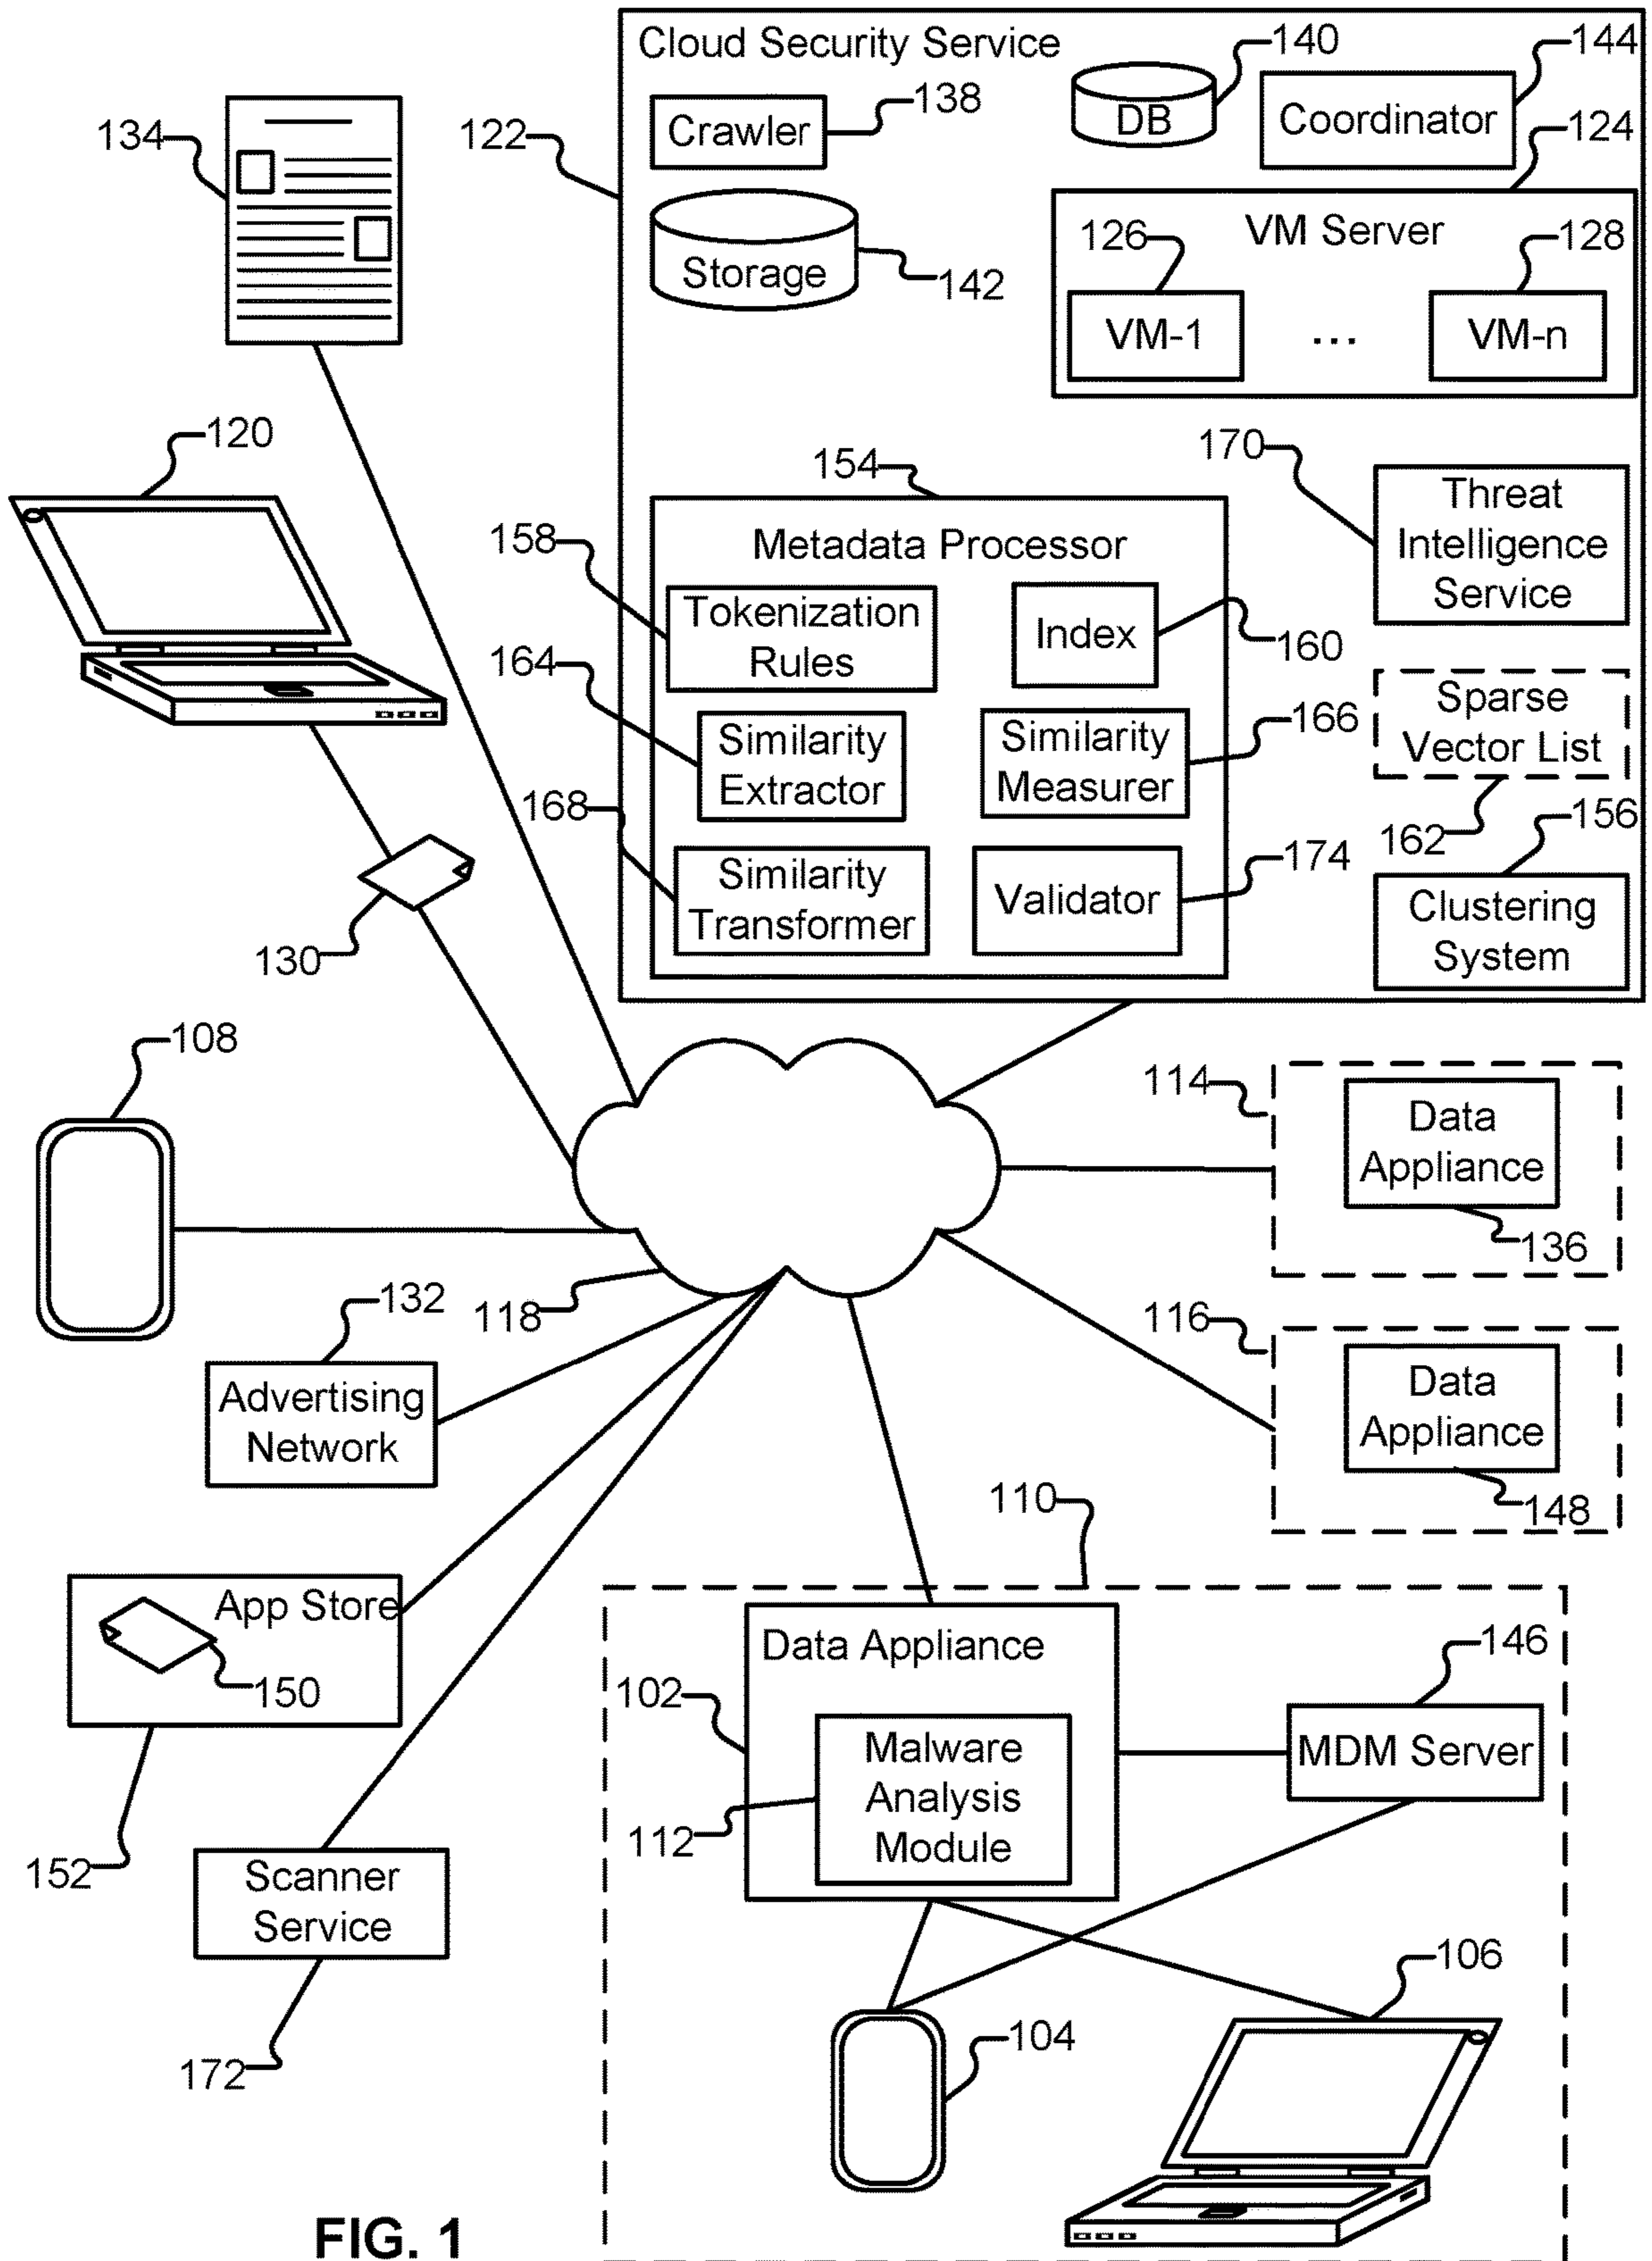 Cloud Security Service
140
144
Crawler
138
DB
Coordinator
124
134
122
Storage
142
VM Server
126
128
VM-1
...
VM-n
120
170
154
Threat
Intelligence
Service
158
Metadata Processor
Tokenization
Rules
Index
160
164
Similarity
Extractor
Similarity
Measurer
166
Sparse
Vector List
168
162
156
Similarity
Transformer
Validator
174
Clustering
System
130
108
114
Data
Appliance
136
118
132
116
Advertising
Network
Data
Appliance
148
110
App Store
150
152
Data Appliance
146
102
MDM Server
Malware
Analysis
Module
112
Scanner
Service
172
106
104
FIG. 1